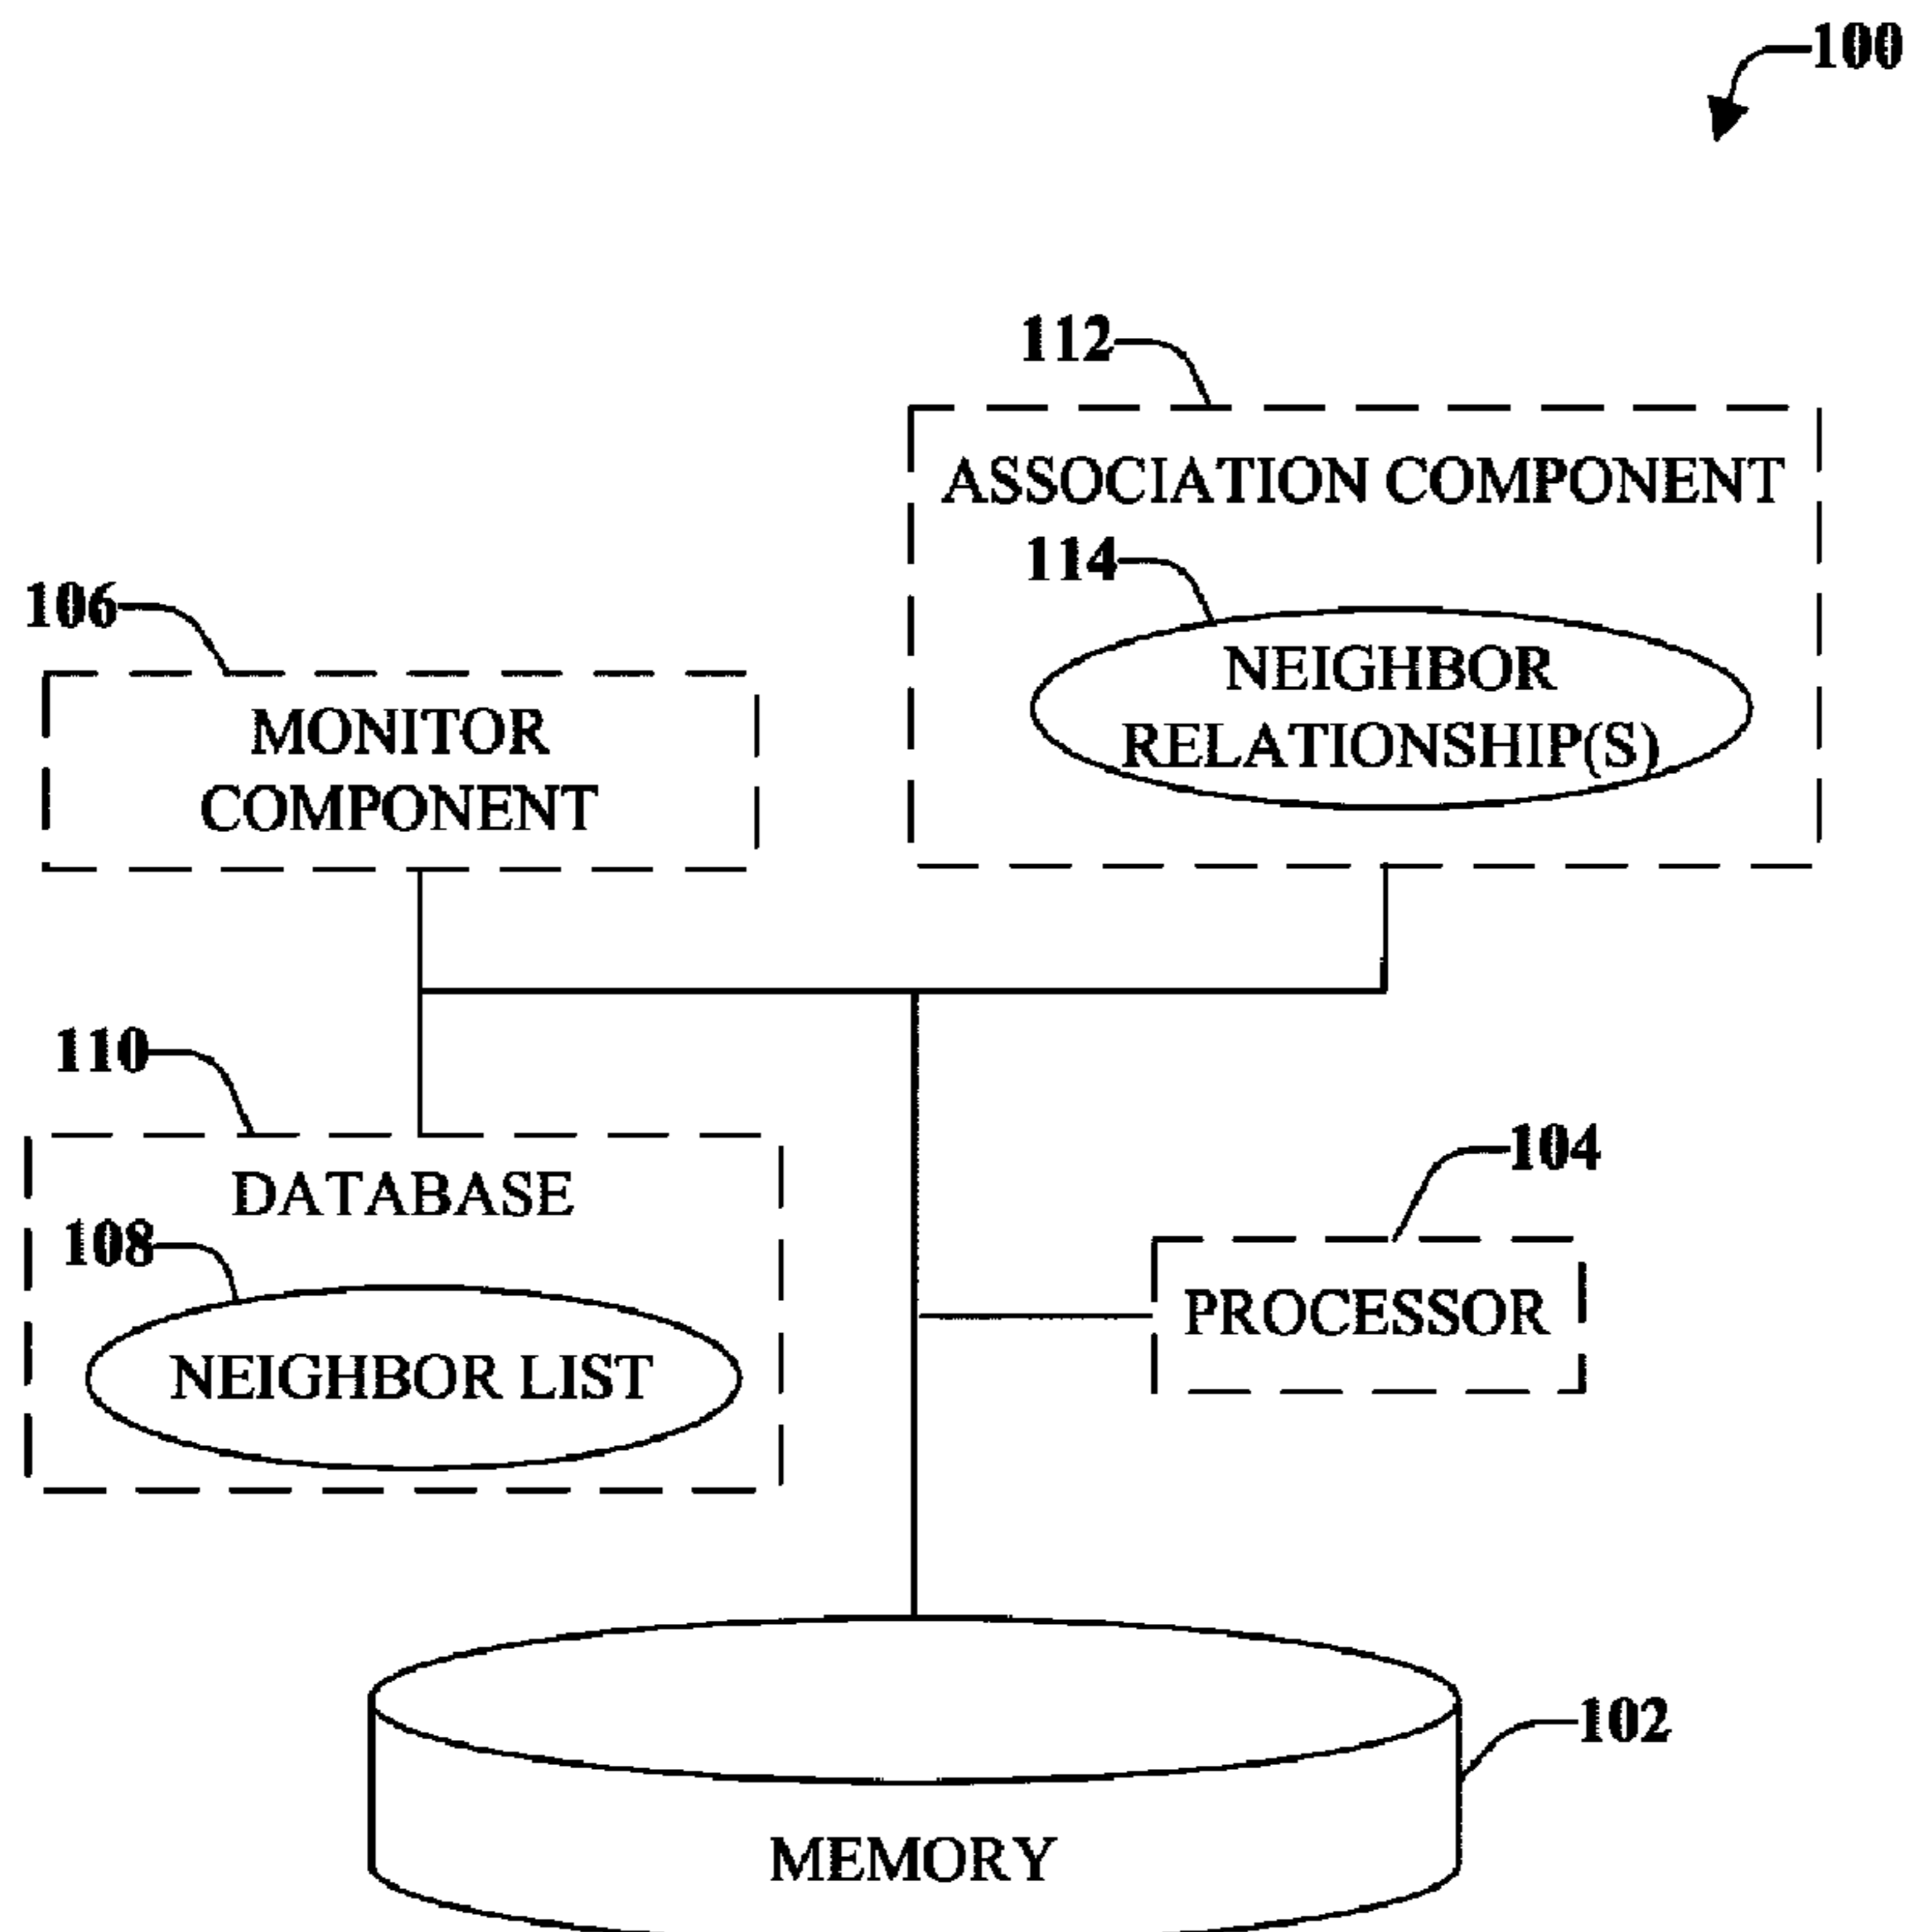 100
112
ASSOCIATION COMPONENT
114
NEIGHBOR
RELATIONSHIP(S)
106
MONITOR
COMPONENT
110
DATABASE
108
NEIGHBOR LIST
104
PROCESSOR
102
MEMORY